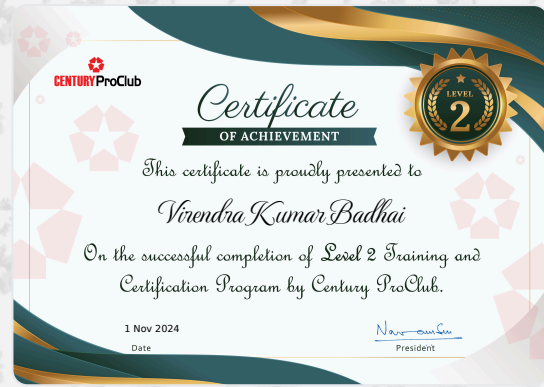 CENTURY ProClub
LEVEL
2
Certificate
OF ACHIEVEMENT
This certificate is proudly presented to
Virendra Kumar Badhai
On the successful completion of Level 2 Training and
Certification Program by Century ProClub.
1 Nov 2024
Date
President